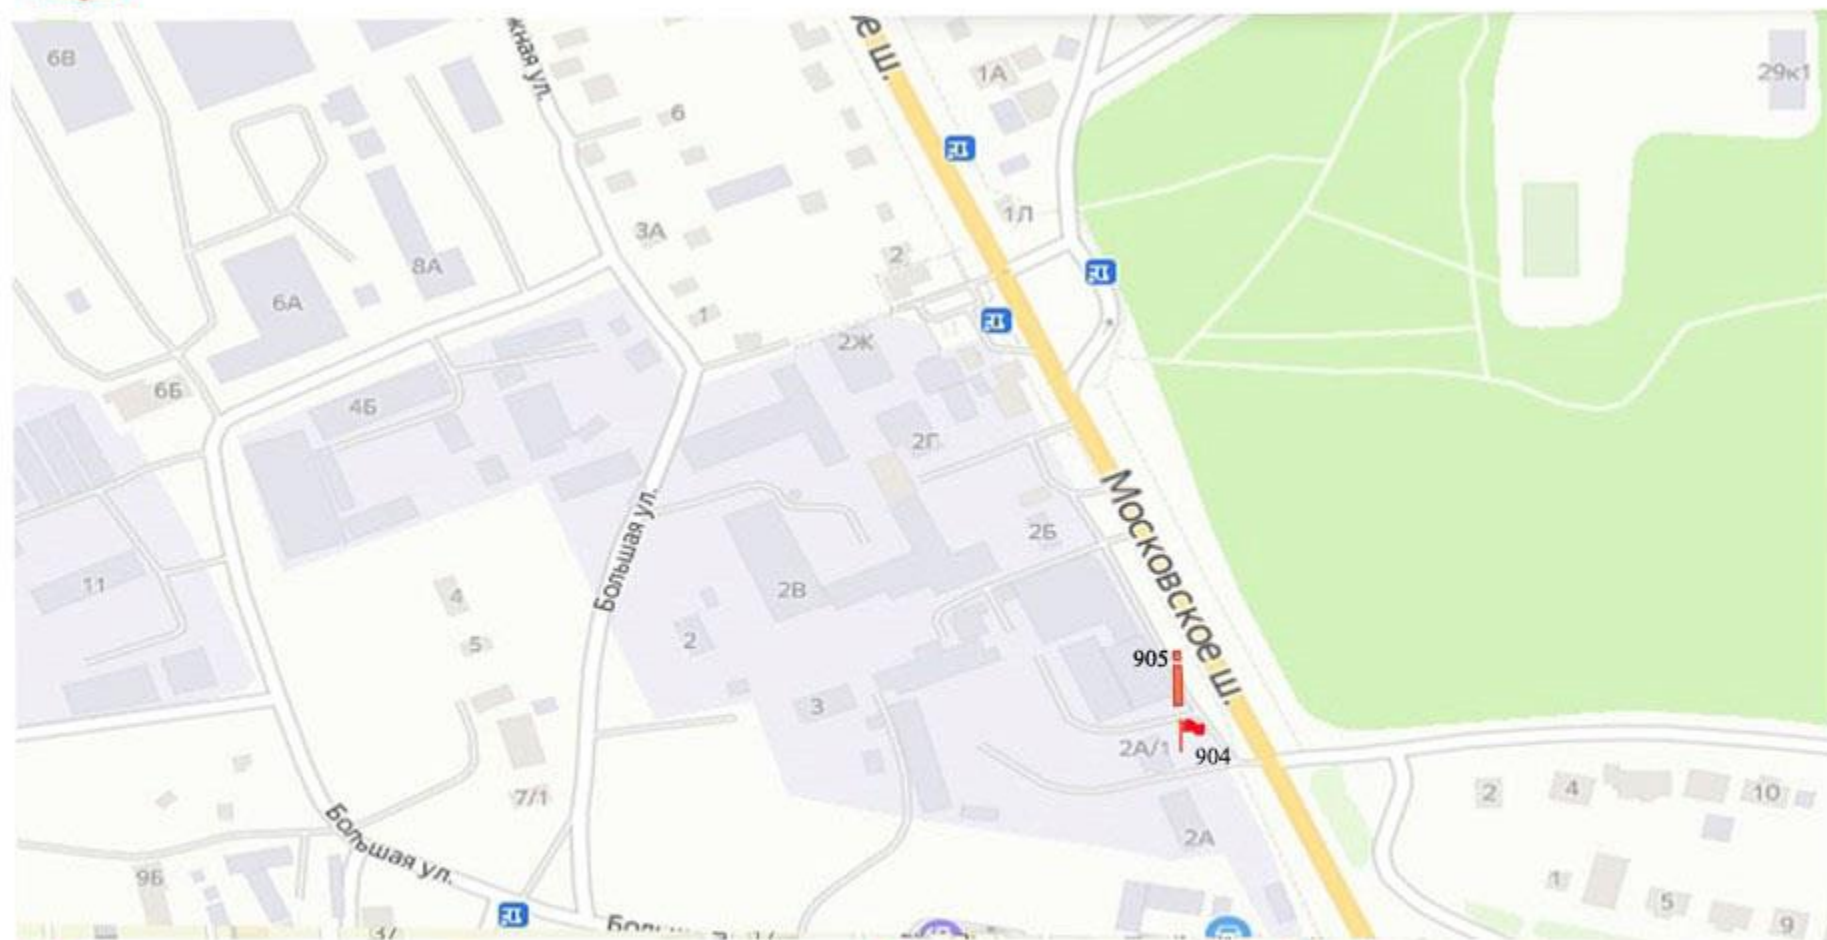 6В
29к1
1А
6
1Л
3А
2
8А
6А
1
2Ж
6Б
4Б
2Г
2Б
Большая ул.
Московское ш.
11
4
2В
5
2
905
3
2А/1
904
7/1
2
4
10
2А
Большая ул.
9Б
1
5
9